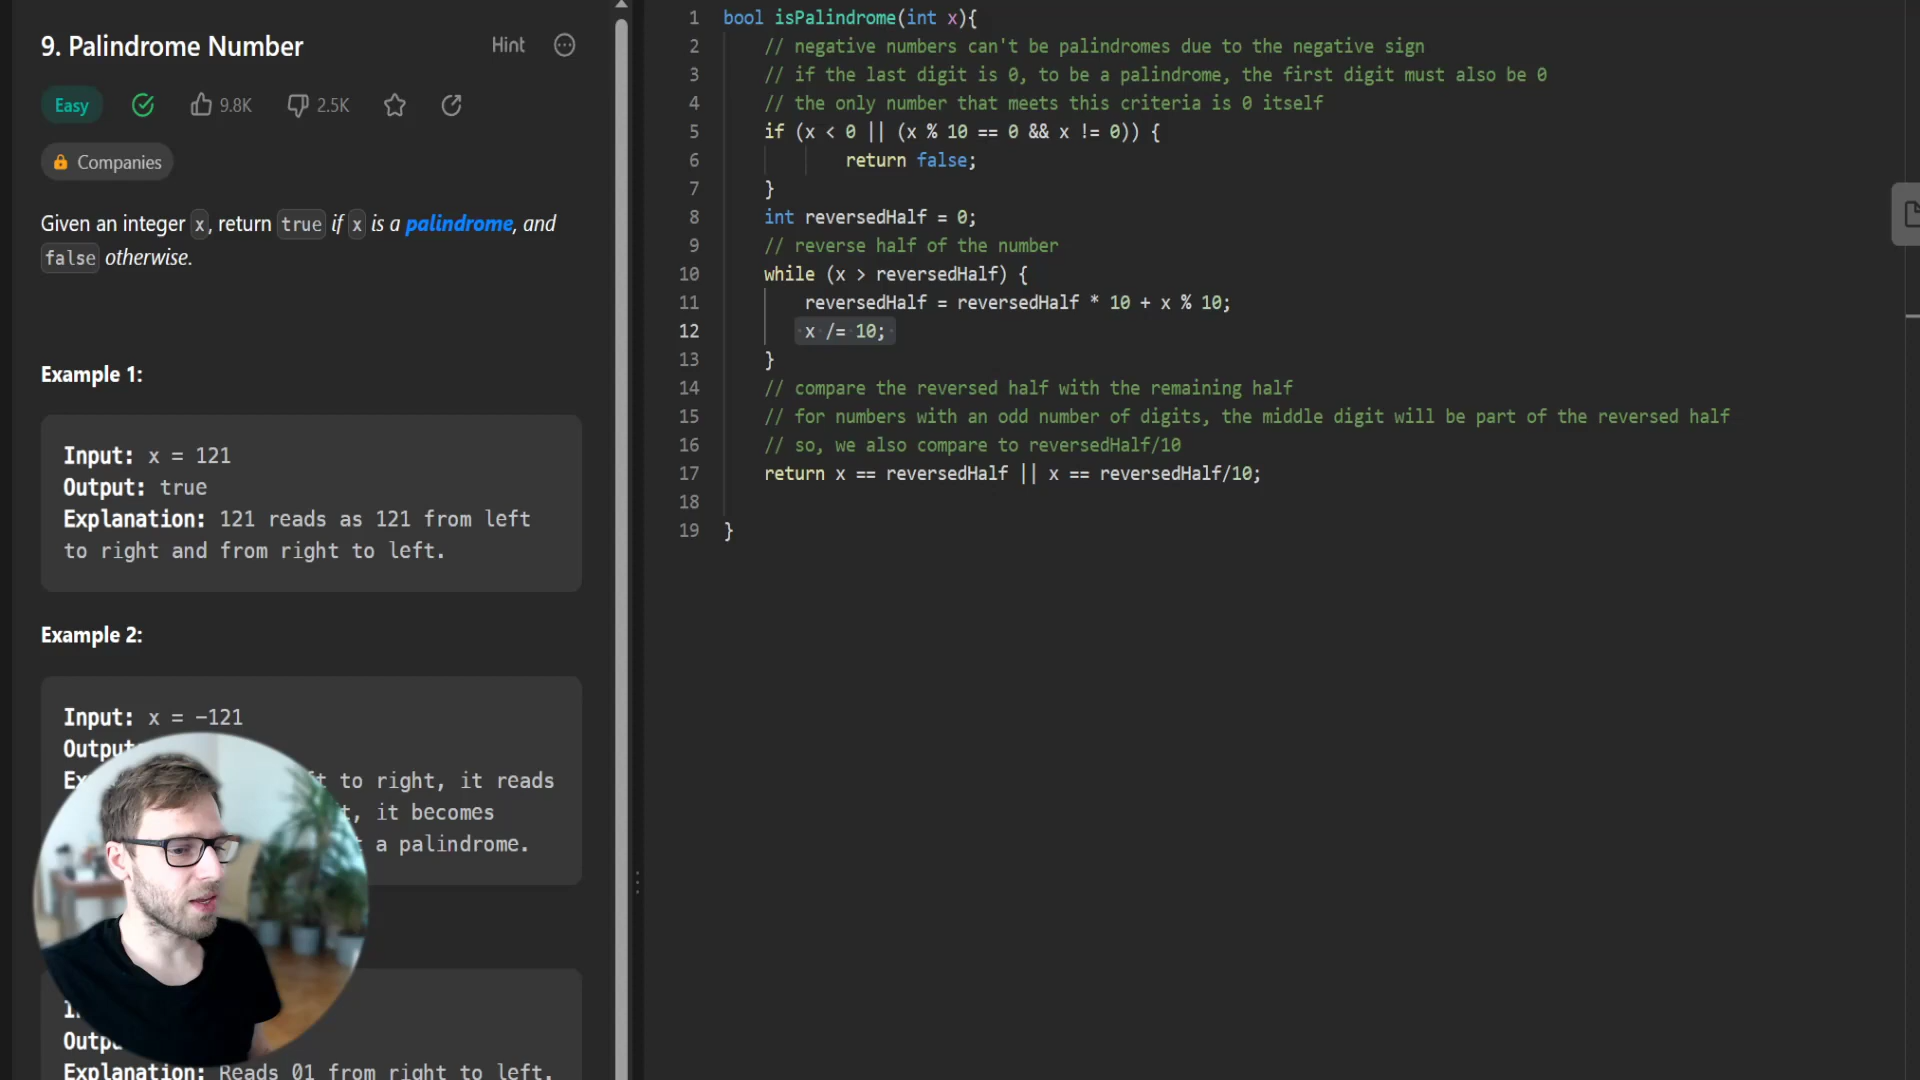 9. Palindrome Number
Hint
Easy
9.8K
2.5K
Companies
Given an integer x, return true if x is a palindrome, and
false otherwise.
Example 1:
Input: x = 121
Output: true
Explanation: 121 reads as 121 from left
to right and from right to left.
Example 2:
Input: x = -121
Output
Ex ft to right, it reads
t, it becomes
t a palindrome.
Outpu
Explanation: Reads 01 from right to left.
1 bool isPalindrome(int x){
2 // negative numbers can't be palindromes due to the negative sign
3 // if the last digit is 0, to be a palindrome, the first digit must also be 0
4 // the only number that meets this criteria is 0 itself
5 if (x < 0 || (x % 10 == 0 && x != 0)) {
6 return false;
7 }
8 int reversedHalf = 0;
9 // reverse half of the number
10 while (x > reversedHalf) {
11 reversedHalf = reversedHalf * 10 + x % 10;
12 x /= 10;
13 }
14 // compare the reversed half with the remaining half
15 // for numbers with an odd number of digits, the middle digit will be part of the reversed half
16 // so, we also compare to reversedHalf/10
17 return x == reversedHalf || x == reversedHalf/10;
18
19 }